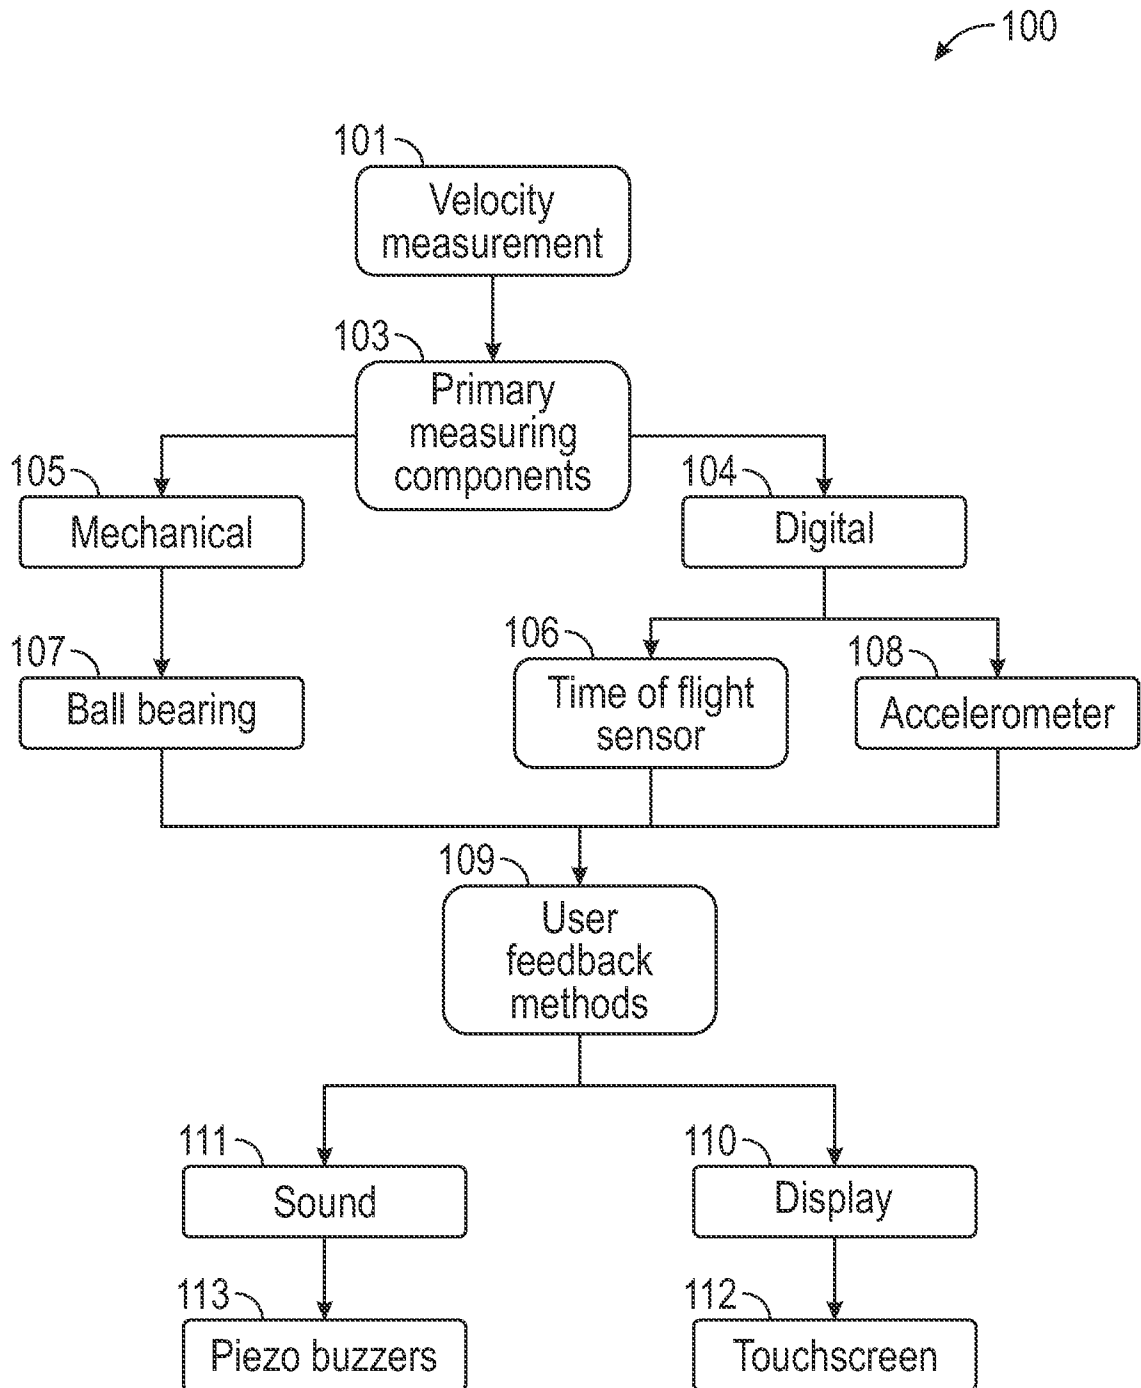 100
101
Velocity
measurement
103
Primary
measuring
components
105
Mechanical
104
Digital
107
Ball bearing
106
Time of flight
sensor
108
Accelerometer
109
User
feedback
methods
111
Sound
110
Display
113
Piezo buzzers
112
Touchscreen